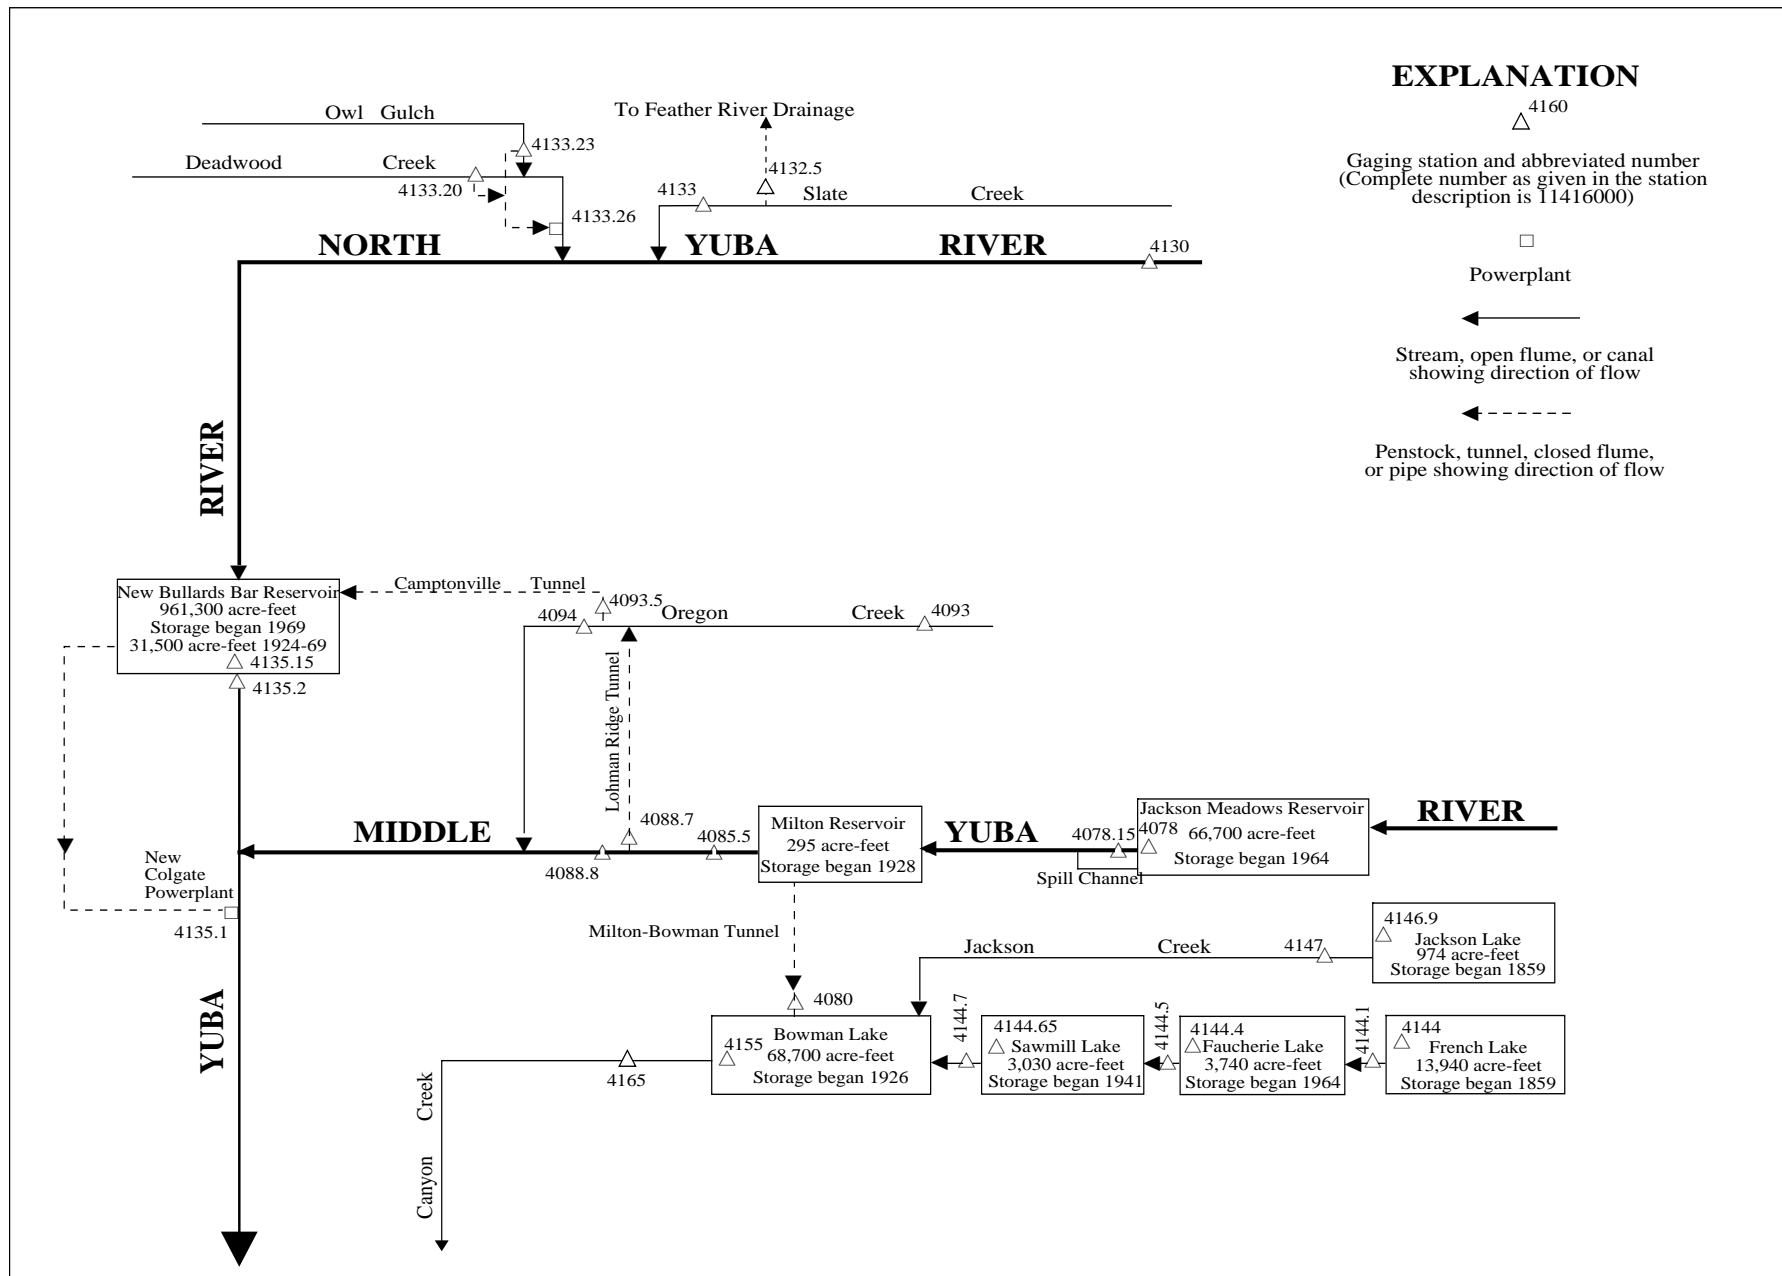 EXPLANATION
4160
Gaging station and abbreviated number
(Complete number as given in the station
description is 11416000)
Powerplant
Stream, open flume, or canal
showing direction of flow
Penstock, tunnel, closed flume,
or pipe showing direction of flow
Owl Gulch
To Feather River Drainage
4133.23
Deadwood Creek
4133.20
4132.5
4133
Slate Creek
4133.26
NORTH YUBA RIVER
4130
RIVER
New Bullards Bar Reservoir
961,300 acre-feet
Storage began 1969
31,500 acre-feet 1924-69
4135.15
4135.2
Camptonville Tunnel
4093.5
4094
Oregon Creek
4093
Lohman Ridge Tunnel
4088.7
4085.5
MIDDLE
4088.8
Milton Reservoir
295 acre-feet
Storage began 1928
YUBA
4078.15
Spill Channel
Jackson Meadows Reservoir
4078
66,700 acre-feet
Storage began 1964
RIVER
New
Colgate
Powerplant
4135.1
Milton-Bowman Tunnel
Jackson Creek
4147
4146.9
Jackson Lake
974 acre-feet
Storage began 1859
4080
Bowman Lake
4155
68,700 acre-feet
Storage began 1926
4144.7
4144.65
Sawmill Lake
3,030 acre-feet
Storage began 1941
4144.5
4144.4
Faucherie Lake
3,740 acre-feet
Storage began 1964
4144.1
4144
French Lake
13,940 acre-feet
Storage began 1859
4165
Canyon Creek
YUBA